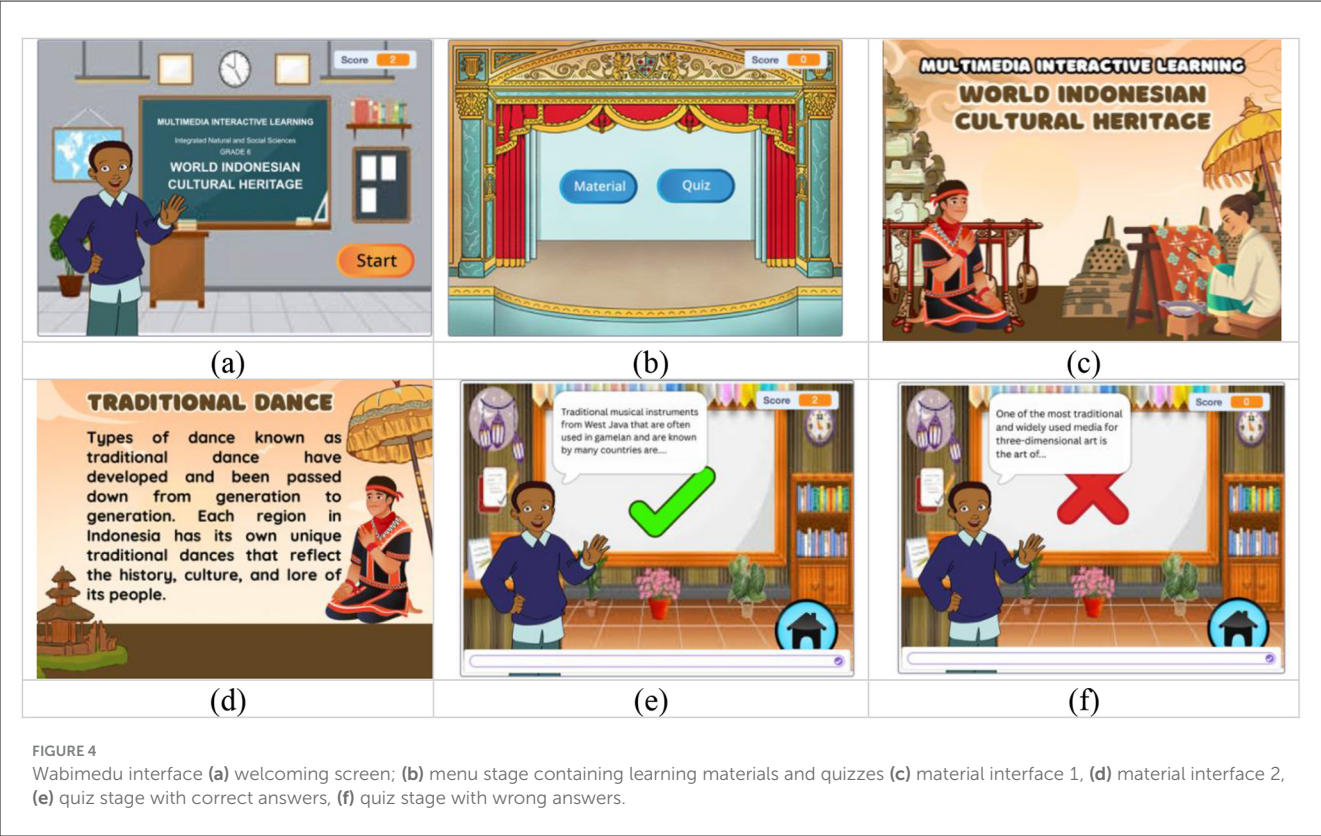 Score 2
MULTIMEDIA INTERACTIVE LEARNING
Integrated Natural and Social Sciences
GRADE 6
WORLD INDONESIAN
CULTURAL HERITAGE
Start
(a)
Score 0
Material
Quiz
(b)
MULTIMEDIA INTERACTIVE LEARNING
WORLD INDONESIAN
CULTURAL HERITAGE
(c)
TRADITIONAL DANCE
Types of dance known as
traditional dance have
developed and been passed
down from generation to
generation. Each region in
Indonesia has its own unique
traditional dances that reflect
the history, culture, and lore of
its people.
(d)
Score 2
Traditional musical instruments
from West Java that are often
used in gamelan and are known
by many countries are....
(e)
Score 0
One of the most traditional
and widely used media for
three-dimensional art is
the art of...
(f)
FIGURE 4
Wabimedu interface (a) welcoming screen; (b) menu stage containing learning materials and quizzes (c) material interface 1, (d) material interface 2,
(e) quiz stage with correct answers, (f) quiz stage with wrong answers.